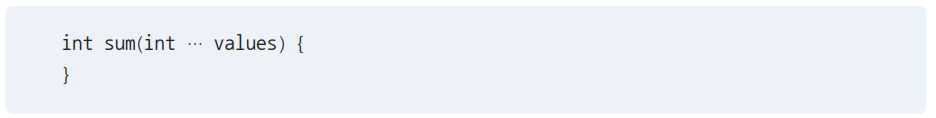 int sum(int ⋯ values) {
}